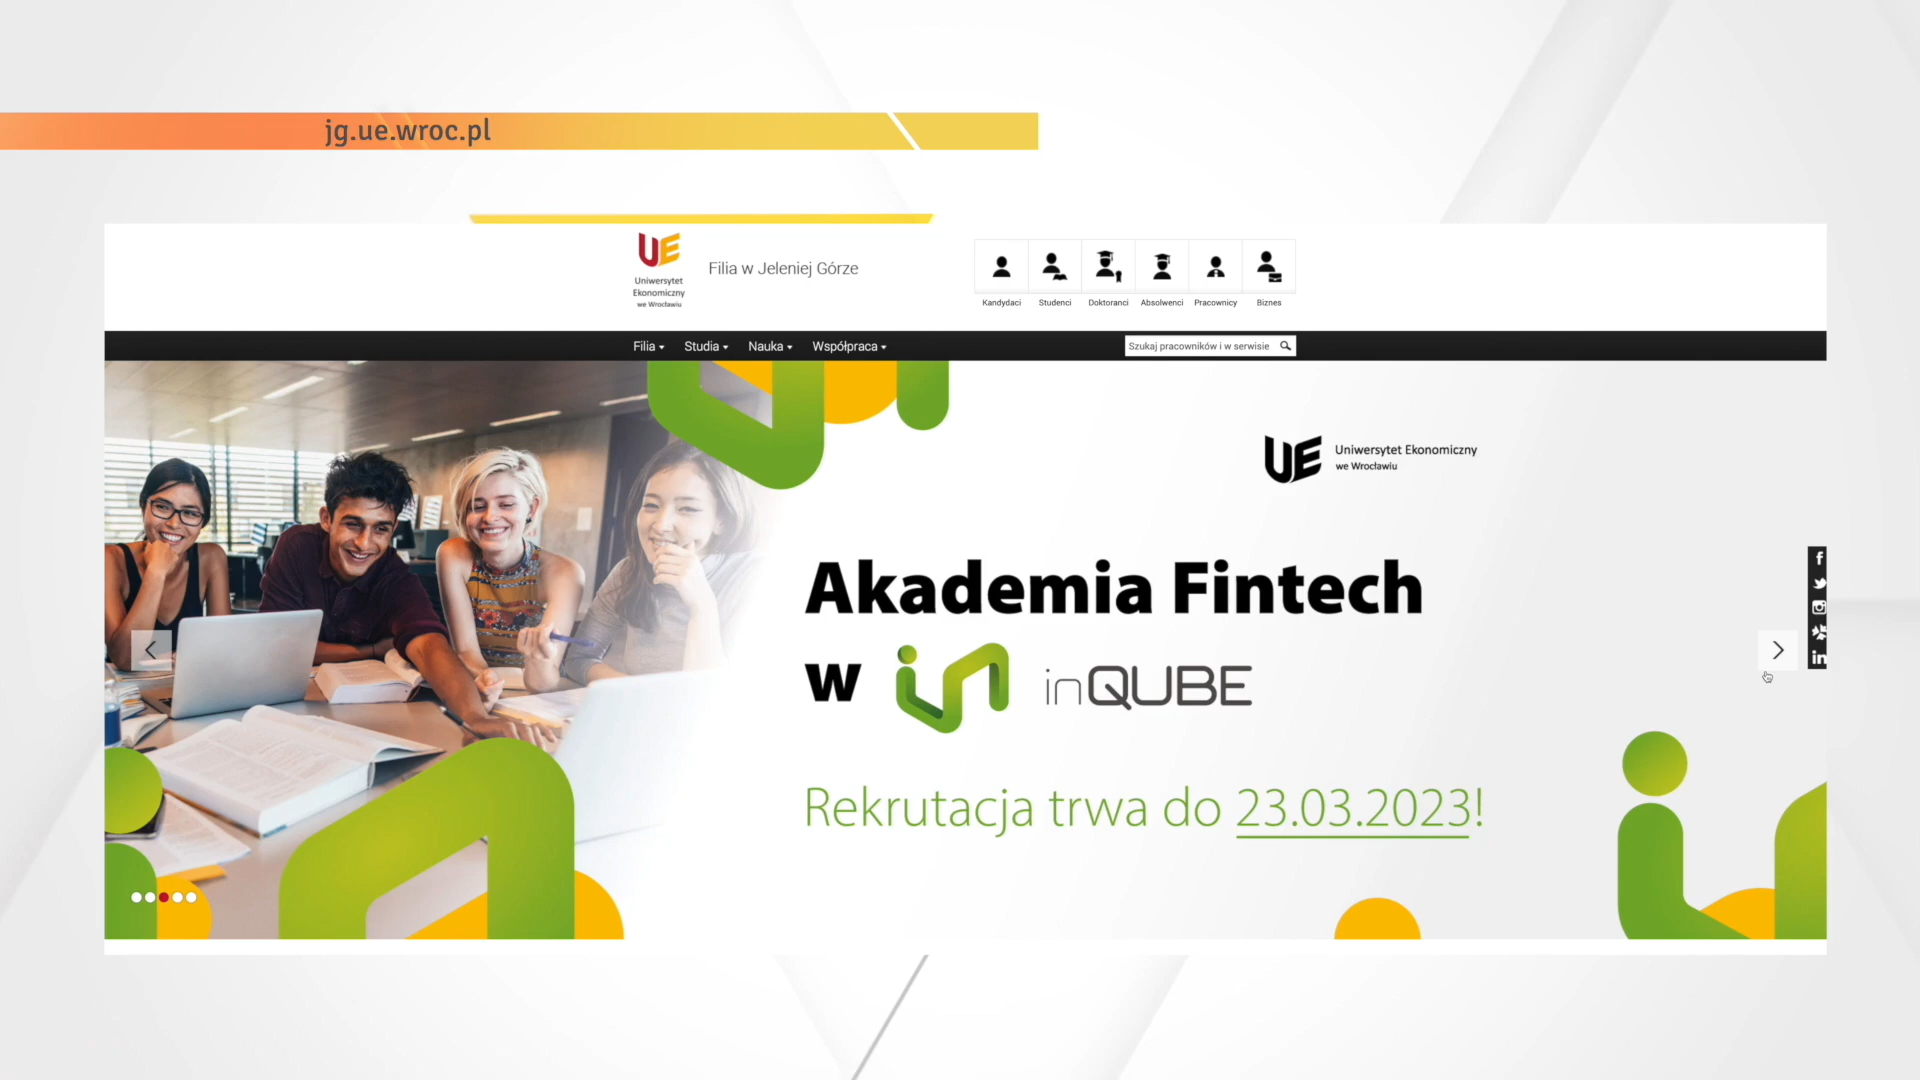 jg.ue.wroc.pl
UE
Uniwersytet
Ekonomiczny
we Wrocławiu
Filia w Jeleniej Górze
Kandydaci Studenci Doktoranci Absolwenci Pracownicy Biznes
Filia Studia Nauka Współpraca
Szukaj pracowników i w serwisie
UE Uniwersytet Ekonomiczny
we Wrocławiu
Akademia Fintech
w in inQUBE
Rekrutacja trwa do 23.03.2023!
f
in